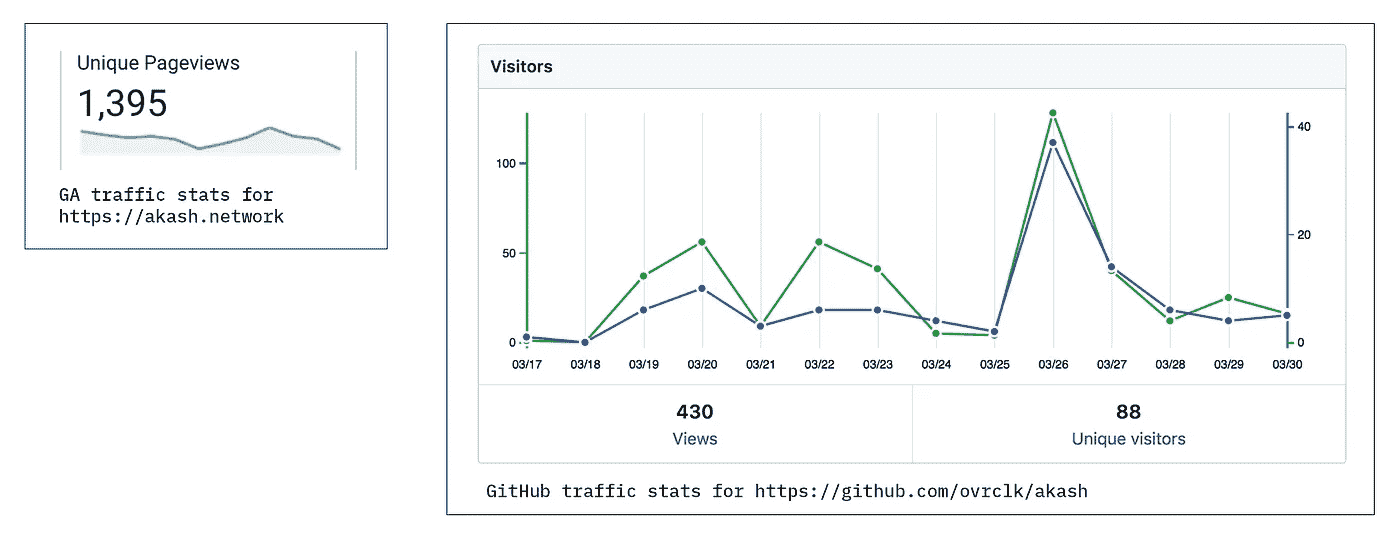 Unique Pageviews
1,395
GA traffic stats for
https://akash.network
Visitors
100
50
0
40
20
0
03/17 03/18 03/19 03/20 03/21 03/22 03/23 03/24 03/25 03/26 03/27 03/28 03/29 03/30
430
Views
88
Unique visitors
GitHub traffic stats for https://github.com/ovrclk/akash